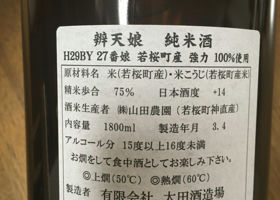 辨天娘 純米酒
H29BY 27番娘 若桜町産 強力 100%使用
原材料名 米(若桜町産)・米こうじ(若桜町産米)
精米歩合 75% 日本酒度 +14
酒米生産者 ㈱山田農園(若桜町神直産)
内容量 1800ml 製造年月 3.4
アルコール分 15度以上16度未満
お燗をして食中酒としてお楽しみ下さい。
◎上燗(50℃) ◎熱燗(60℃)
製造者 有限会社 太田酒造場